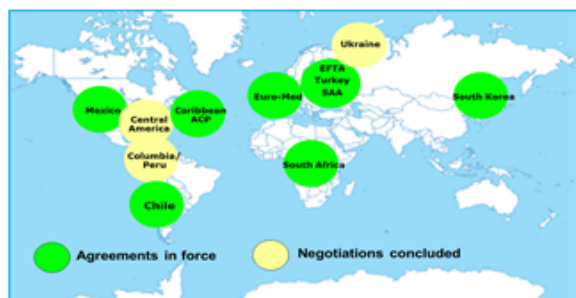 Ukraine
EFTA
Turkey
SAA
Mexico
Caribbean
ACP
Euro-Med
South Korea
Central
America
Columbia/
Peru
South Africa
Chile
Agreements in force
Negotiations concluded